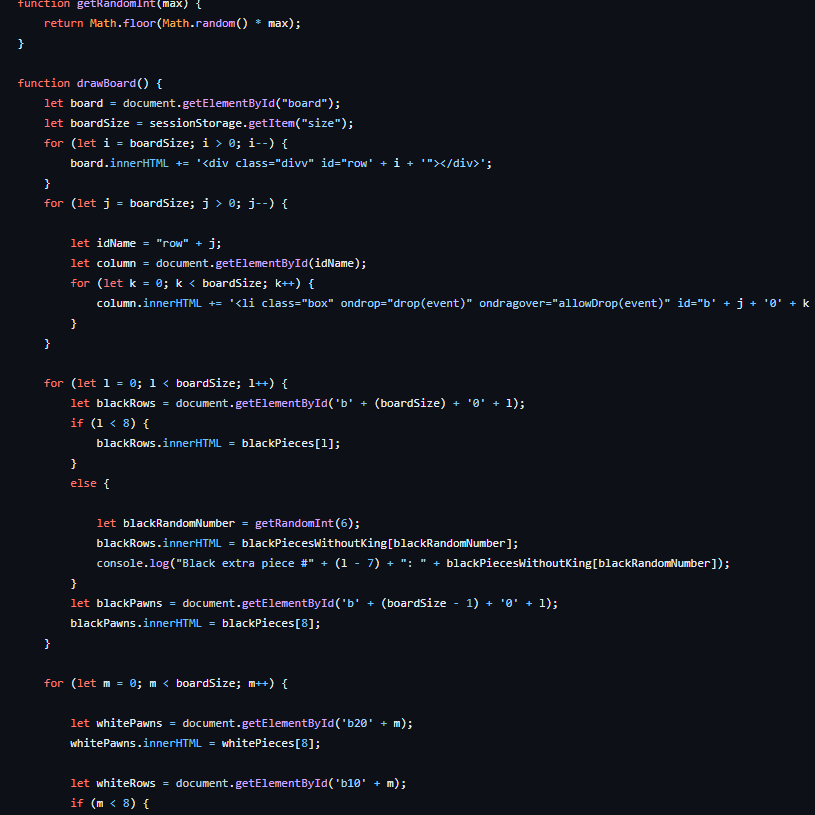 function getRandomInt(max) {
    return Math.floor(Math.random() * max);
}
function drawBoard() {
    let board = document.getElementById("board");
    let boardSize = sessionStorage.getItem("size");
    for (let i = boardSize; i > 0; i--) {
        board.innerHTML += '<div class="divv" id="row' + i + '"></div>';
    }
    for (let j = boardSize; j > 0; j--) {
        let idName = "row" + j;
        let column = document.getElementById(idName);
        for (let k = 0; k < boardSize; k++) {
            column.innerHTML += '<li class="box" ondrop="drop(event)" ondragover="allowDrop(event)" id="b' + j + '0' + k
        }
    }
    for (let l = 0; l < boardSize; l++) {
        let blackRows = document.getElementById('b' + (boardSize) + '0' + l);
        if (l < 8) {
            blackRows.innerHTML = blackPieces[l];
        }
        else {
            let blackRandomNumber = getRandomInt(6);
            blackRows.innerHTML = blackPiecesWithoutKing[blackRandomNumber];
            console.log("Black extra piece #" + (l - 7) + ": " + blackPiecesWithoutKing[blackRandomNumber]);
        }
        let blackPawns = document.getElementById('b' + (boardSize - 1) + '0' + l);
        blackPawns.innerHTML = blackPieces[8];
    }
    for (let m = 0; m < boardSize; m++) {
        let whitePawns = document.getElementById('b20' + m);
        whitePawns.innerHTML = whitePieces[8];
        let whiteRows = document.getElementById('b10' + m);
        if (m < 8) {